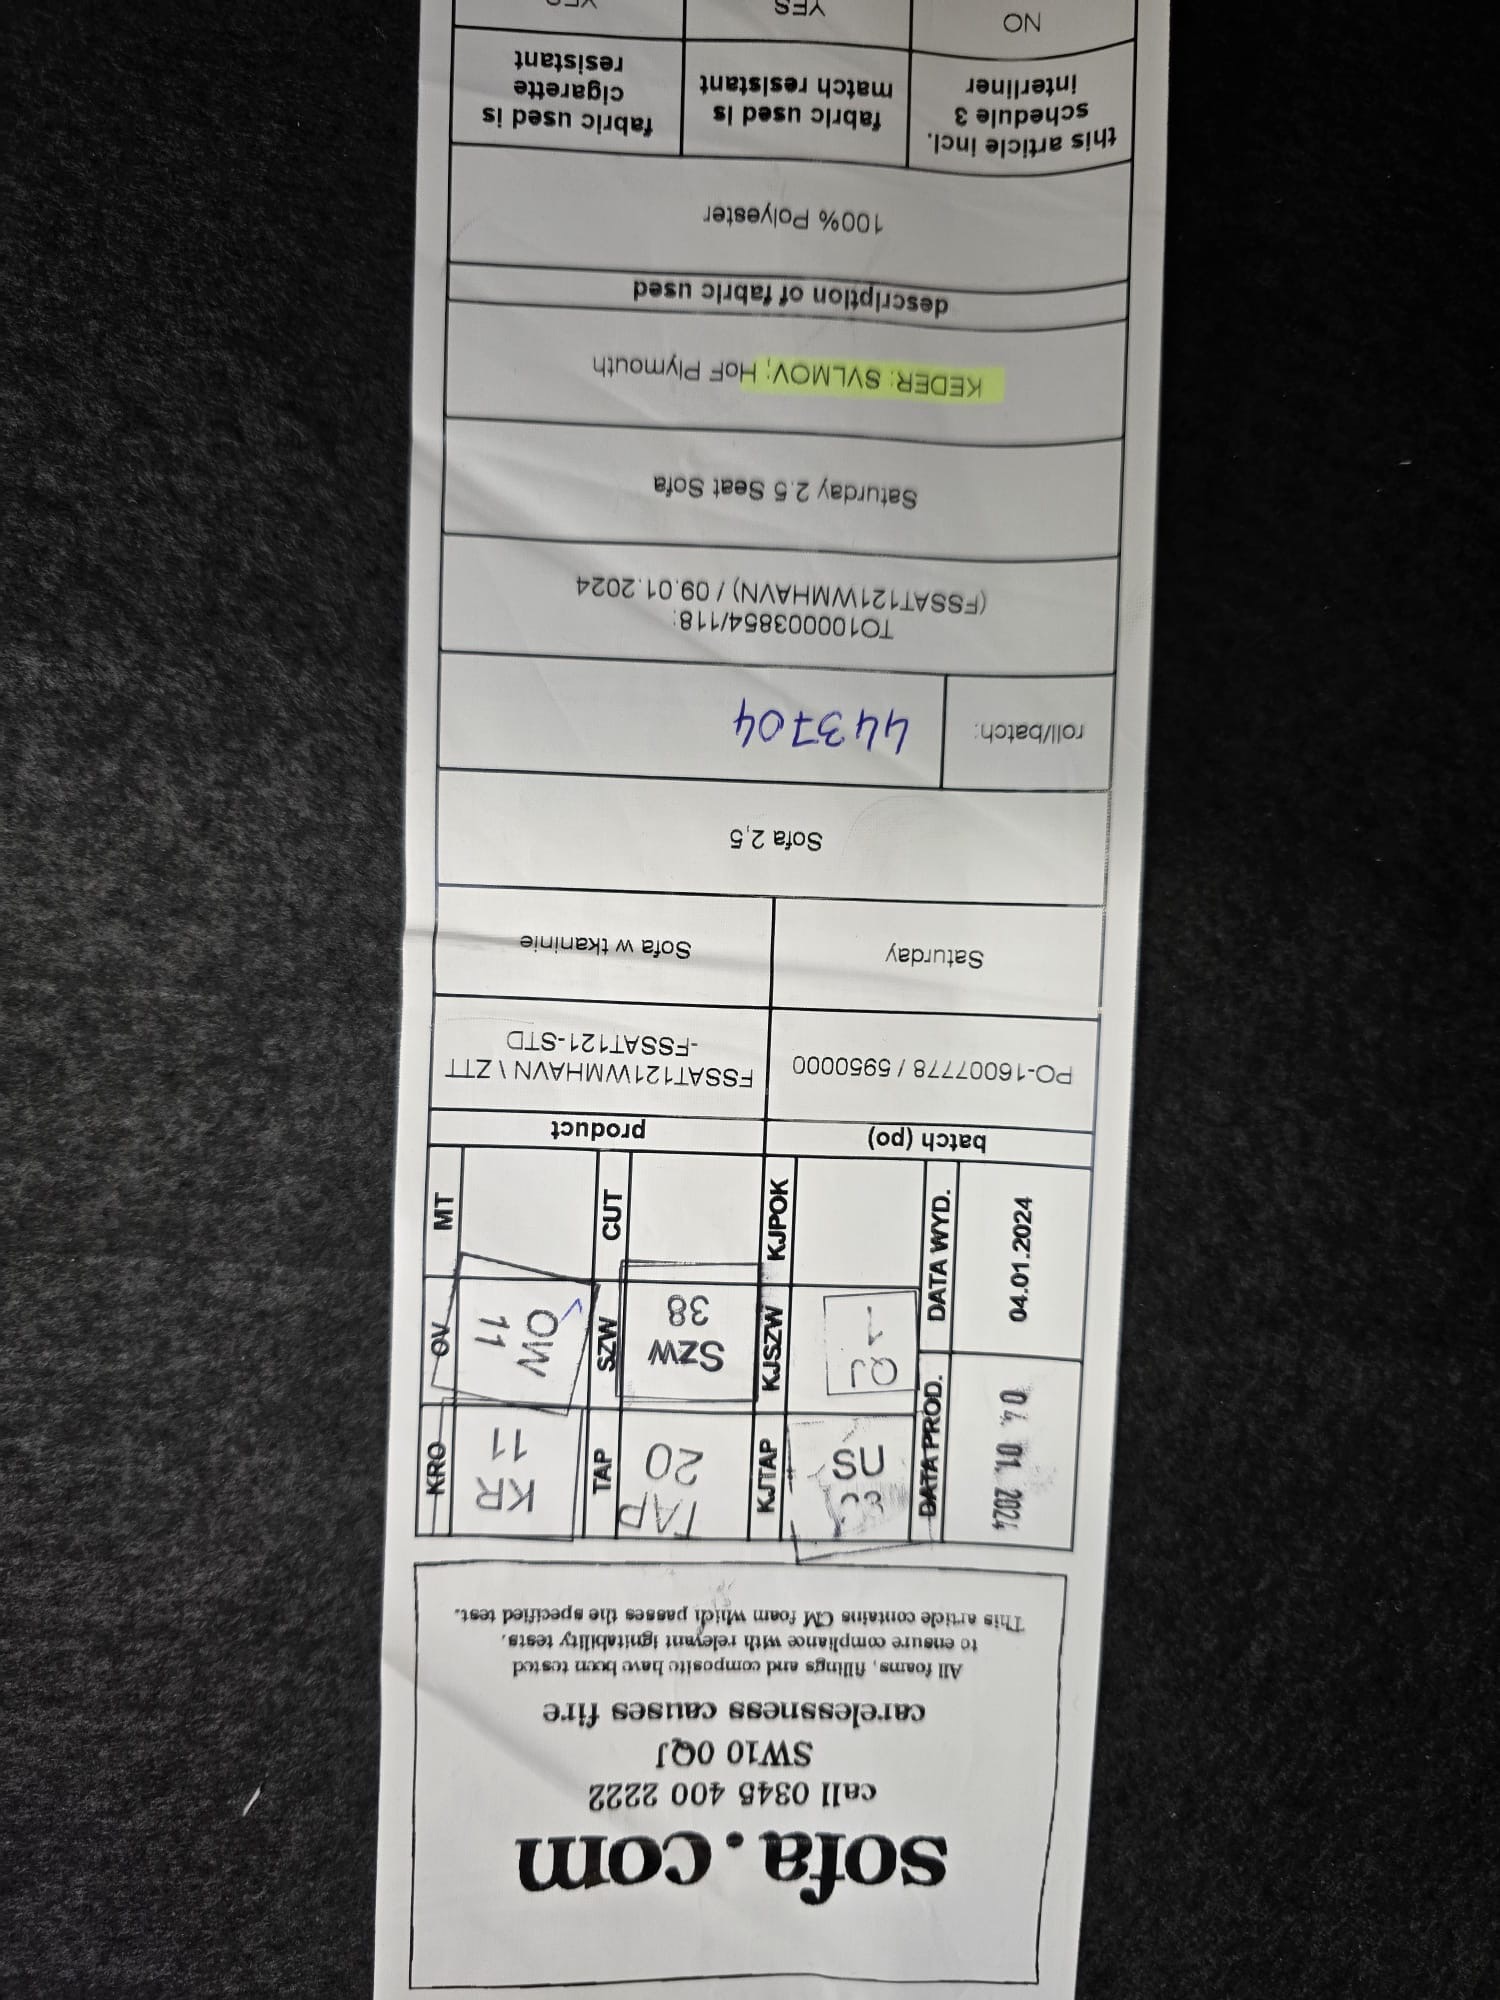 sofa.com
call 0345 400 2222
SW10 0QJ
carelessness causes fire
All foams, fillings and composite have been tested
to ensure compliance with relevant ignitability tests.
This article contains CM foam which passes the specified test.
04. 01. 2024
DATA PROD.
NS
KJTAP
TAP
20
TAP
KR
11
KRO
04.01.2024
DATA WYD.
QJ
1
KJSZW
Szw
38
SZW
OW
11
OV
KJPOK
CUT
MT
batch (po)
product
PO-16007778 / 5950000
FSSAT121WMHAVN \ ZTT
-FSSAT121-STD
Saturday
Sofa w tkaninie
Sofa 2,5
roll/batch:
443704
TO100003854/118:
(FSSAT121WMHAVN) / 09.01.2024
Saturday 2.5 Seat Sofa
KEDER: SVLMOV; HoF Plymouth
description of fabric used
100% Polyester
this article incl.
schedule 3
interliner
fabric used is
match resistant
fabric used is
cigarette
resistant
NO
YES
YES